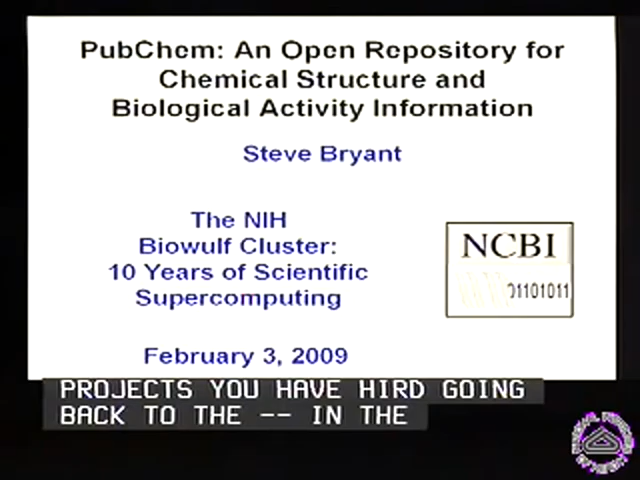 PubChem: An Open Repository for
Chemical Structure and
Biological Activity Information
Steve Bryant
The NIH
Biowulf Cluster:
10 Years of Scientific
Supercomputing
NCBI
01101011
February 3, 2009
PROJECTS YOU HAVE HIRD GOING
BACK TO THE -- IN THE